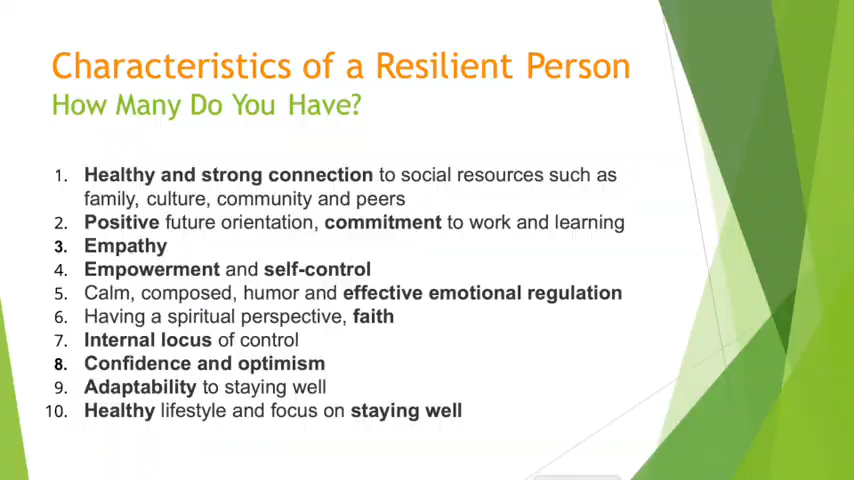 Characteristics of a Resilient Person
How Many Do You Have?
1. Healthy and strong connection to social resources such as
family, culture, community and peers
2. Positive future orientation, commitment to work and learning
3. Empathy
4. Empowerment and self-control
5. Calm, composed, humor and effective emotional regulation
6. Having a spiritual perspective, faith
7. Internal locus of control
8. Confidence and optimism
9. Adaptability to staying well
10. Healthy lifestyle and focus on staying well